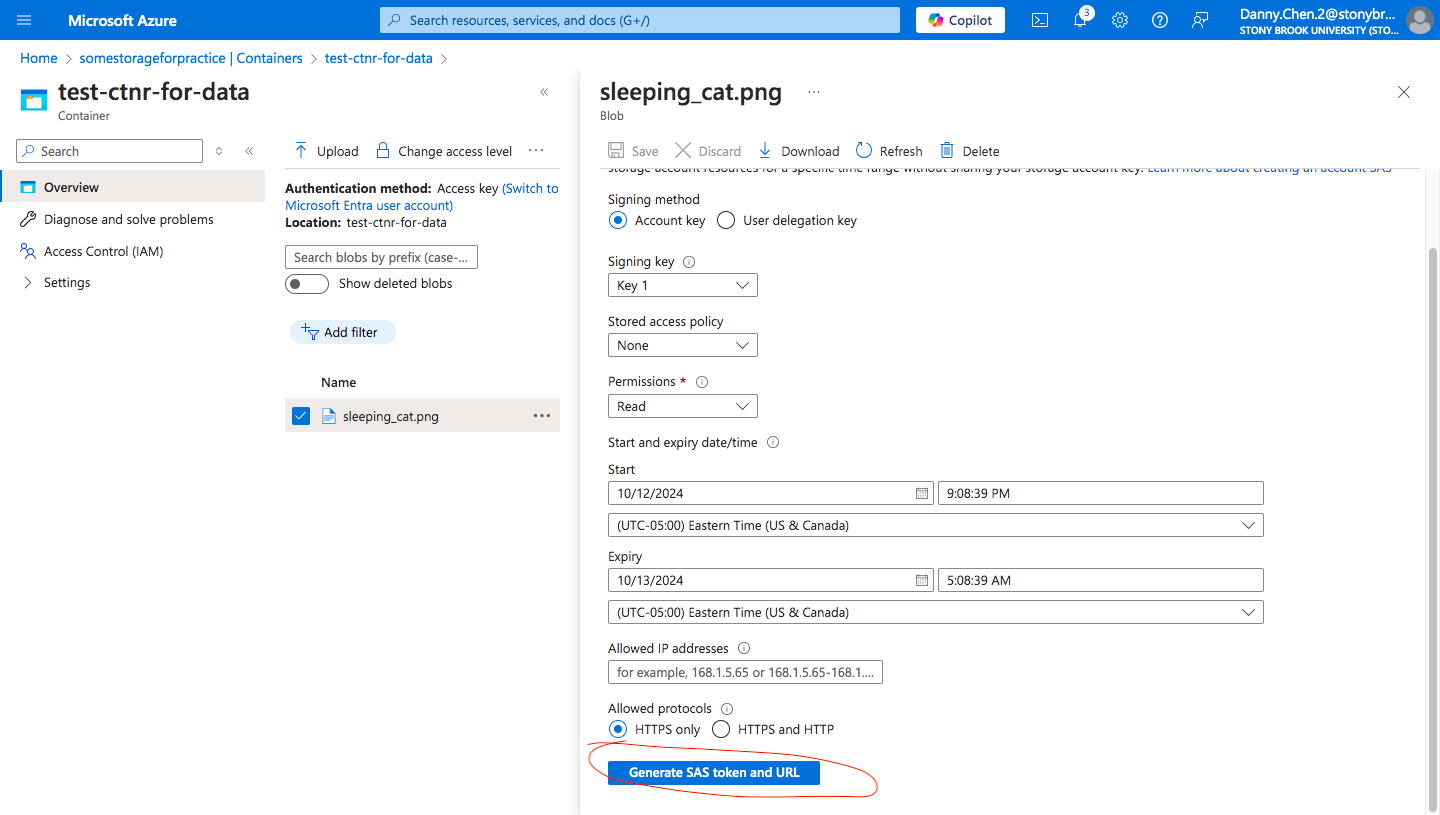 Microsoft Azure
Search resources, services, and docs (G+/)
Copilot
3
Danny.Chen.2@stonybr...
STONY BROOK UNIVERSITY (STO...
Home > somestorageforpractice | Containers > test-ctnr-for-data >
test-ctnr-for-data
Container
Search
Overview
Diagnose and solve problems
Access Control (IAM)
Settings
Upload
Change access level
Authentication method: Access key (Switch to
Microsoft Entra user account)
Location: test-ctnr-for-data
Search blobs by prefix (case-...
Show deleted blobs
Add filter
Name
sleeping_cat.png
sleeping_cat.png
Blob
Save
Discard
Download
Refresh
Delete
storage account resources for a specific time range without sharing your storage account key. Learn more about creating an account SAS
Signing method
Account key
User delegation key
Signing key
Key 1
Stored access policy
None
Permissions *
Read
Start and expiry date/time
Start
10/12/2024
9:08:39 PM
(UTC-05:00) Eastern Time (US & Canada)
Expiry
10/13/2024
5:08:39 AM
(UTC-05:00) Eastern Time (US & Canada)
Allowed IP addresses
for example, 168.1.5.65 or 168.1.5.65-168.1....
Allowed protocols
HTTPS only
HTTPS and HTTP
Generate SAS token and URL